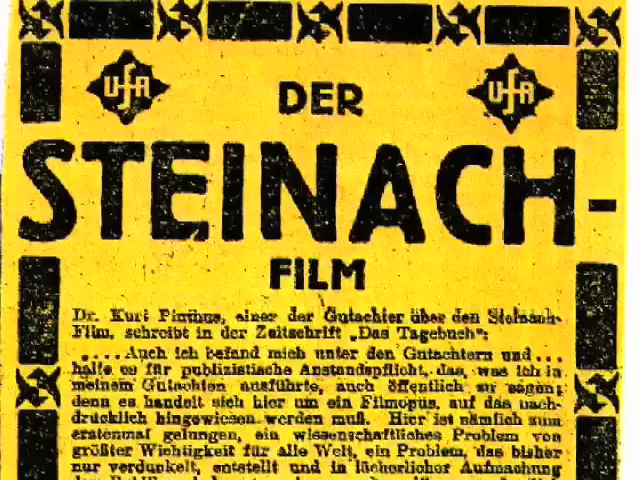 Ufa DER Ufa
STEINACH-
FILM
Dr. Kurt Pinthus, einer der Gutachter über den Steinach-
Film, schreibt in der Zeitschrift „Das Tagebuch":
„....Auch ich befand mich unter den Gutachtern und...
halte es für publizistische Anstandspflicht, das, was ich in
meinem Gutachten ausführte, auch öffentlich zu sagen;
denn es handelt sich hier um ein Filmopus, auf das nach-
drücklich hingewiesen werden muß. Hier ist nämlich zum
erstenmal gelungen, ein wissenschaftliches Problem von
größter Wichtigkeit für alle Welt, ein Problem, das bisher
nur verdunkelt, entstellt und in lächerlicher Aufmachung